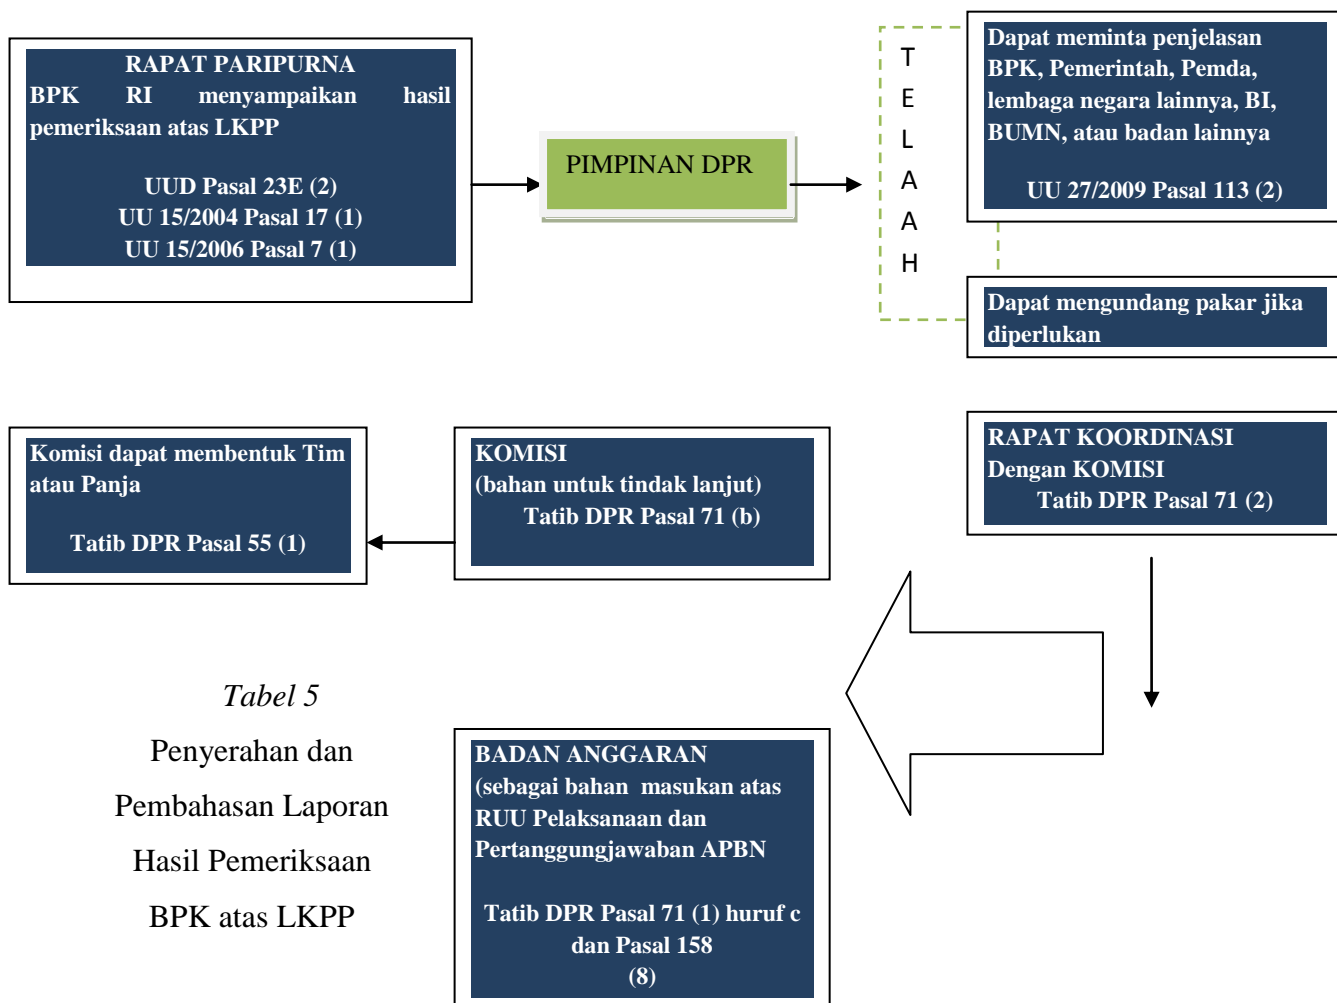 RAPAT PARIPURNA
BPK RI menyampaikan hasil
pemeriksaan atas LKPP
UUD Pasal 23E (2)
UU 15/2004 Pasal 17 (1)
UU 15/2006 Pasal 7 (1)
PIMPINAN DPR
T
E
L
A
A
H
Dapat meminta penjelasan
BPK, Pemerintah, Pemda,
lembaga negara lainnya, BI,
BUMN, atau badan lainnya
UU 27/2009 Pasal 113 (2)
Dapat mengundang pakar jika
diperlukan
Komisi dapat membentuk Tim
atau Panja
Tatib DPR Pasal 55 (1)
KOMISI
(bahan untuk tindak lanjut)
Tatib DPR Pasal 71 (b)
RAPAT KOORDINASI
Dengan KOMISI
Tatib DPR Pasal 71 (2)
Tabel 5
Penyerahan dan
Pembahasan Laporan
Hasil Pemeriksaan
BPK atas LKPP
BADAN ANGGARAN
(sebagai bahan masukan atas
RUU Pelaksanaan dan
Pertanggungjawaban APBN
Tatib DPR Pasal 71 (1) huruf c
dan Pasal 158
(8)